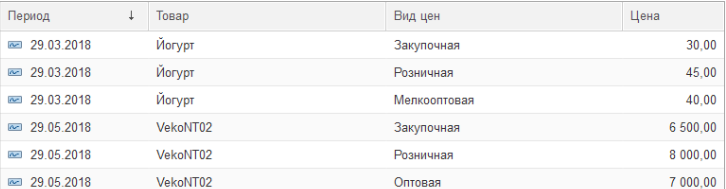 Период ↓ Товар Вид цен Цена
29.03.2018 Йогурт Закупочная 30,00
29.03.2018 Йогурт Розничная 45,00
29.03.2018 Йогурт Мелкооптовая 40,00
29.05.2018 VekoNT02 Закупочная 6 500,00
29.05.2018 VekoNT02 Розничная 8 000,00
29.05.2018 VekoNT02 Оптовая 7 000,00